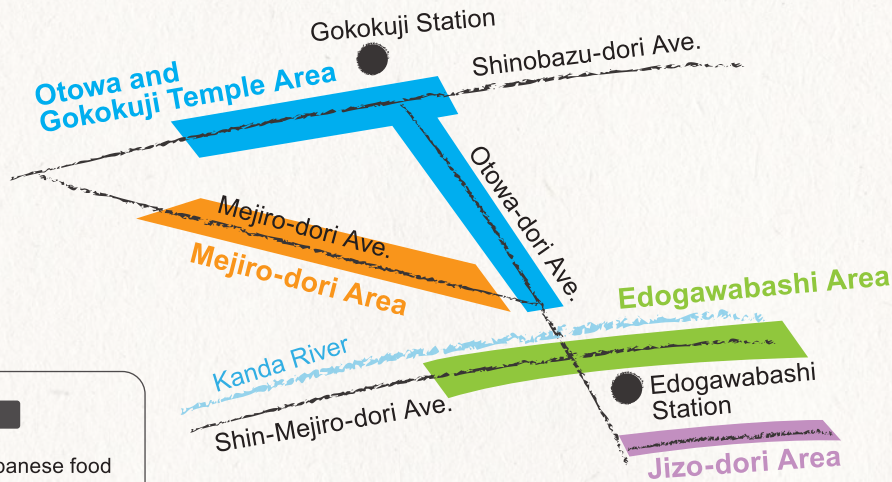 Gokokuji Station
Shinobazu-dori Ave.
Otowa and
Gokokuji Temple Area
Otowa-dori Ave.
Mejiro-dori Ave.
Mejiro-dori Area
Edogawabashi Area
Kanda River
Shin-Mejiro-dori Ave.
Edogawabashi
Station
Jizo-dori Area
food